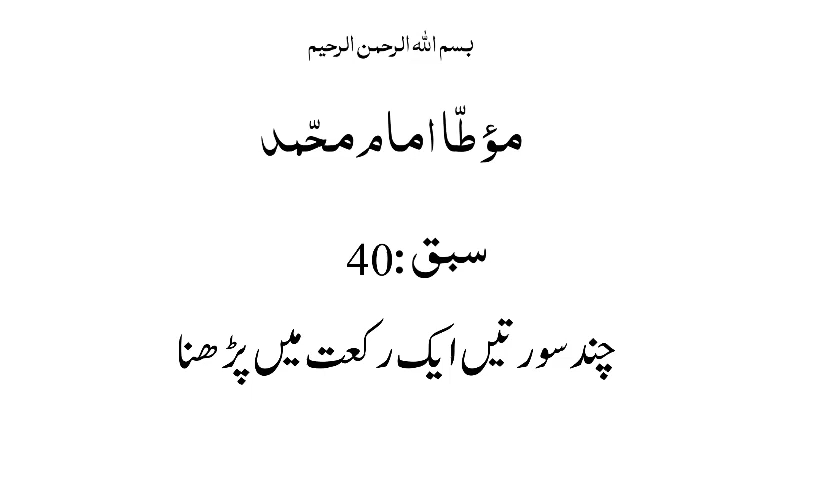 بسم اللہ الرحمن الرحیم
مؤطّا امام محمّد
سبق:40
چند سورتیں ایک رکعت میں پڑھنا